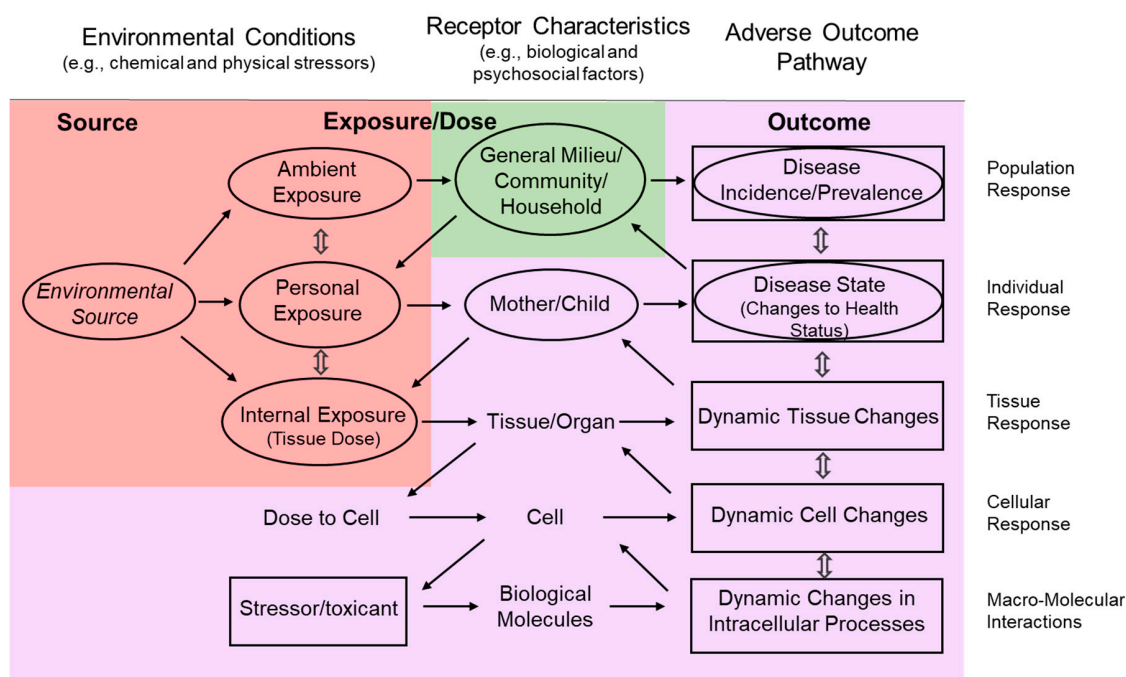 Environmental Conditions
(e.g., chemical and physical stressors)
Receptor Characteristics
(e.g., biological and
psychosocial factors)
Adverse Outcome
Pathway
Source
Exposure/Dose
Outcome
Ambient
Exposure
General Milieu/
Community/
Household
Disease
Incidence/Prevalence
Population
Response
Environmental
Source
Personal
Exposure
Mother/Child
Disease State
(Changes to Health
Status)
Individual
Response
Internal Exposure
(Tissue Dose)
Tissue/Organ
Dynamic Tissue Changes
Tissue
Response
Dose to Cell
Cell
Dynamic Cell Changes
Cellular
Response
Stressor/toxicant
Biological
Molecules
Dynamic Changes in
Intracellular Processes
Macro-Molecular
Interactions